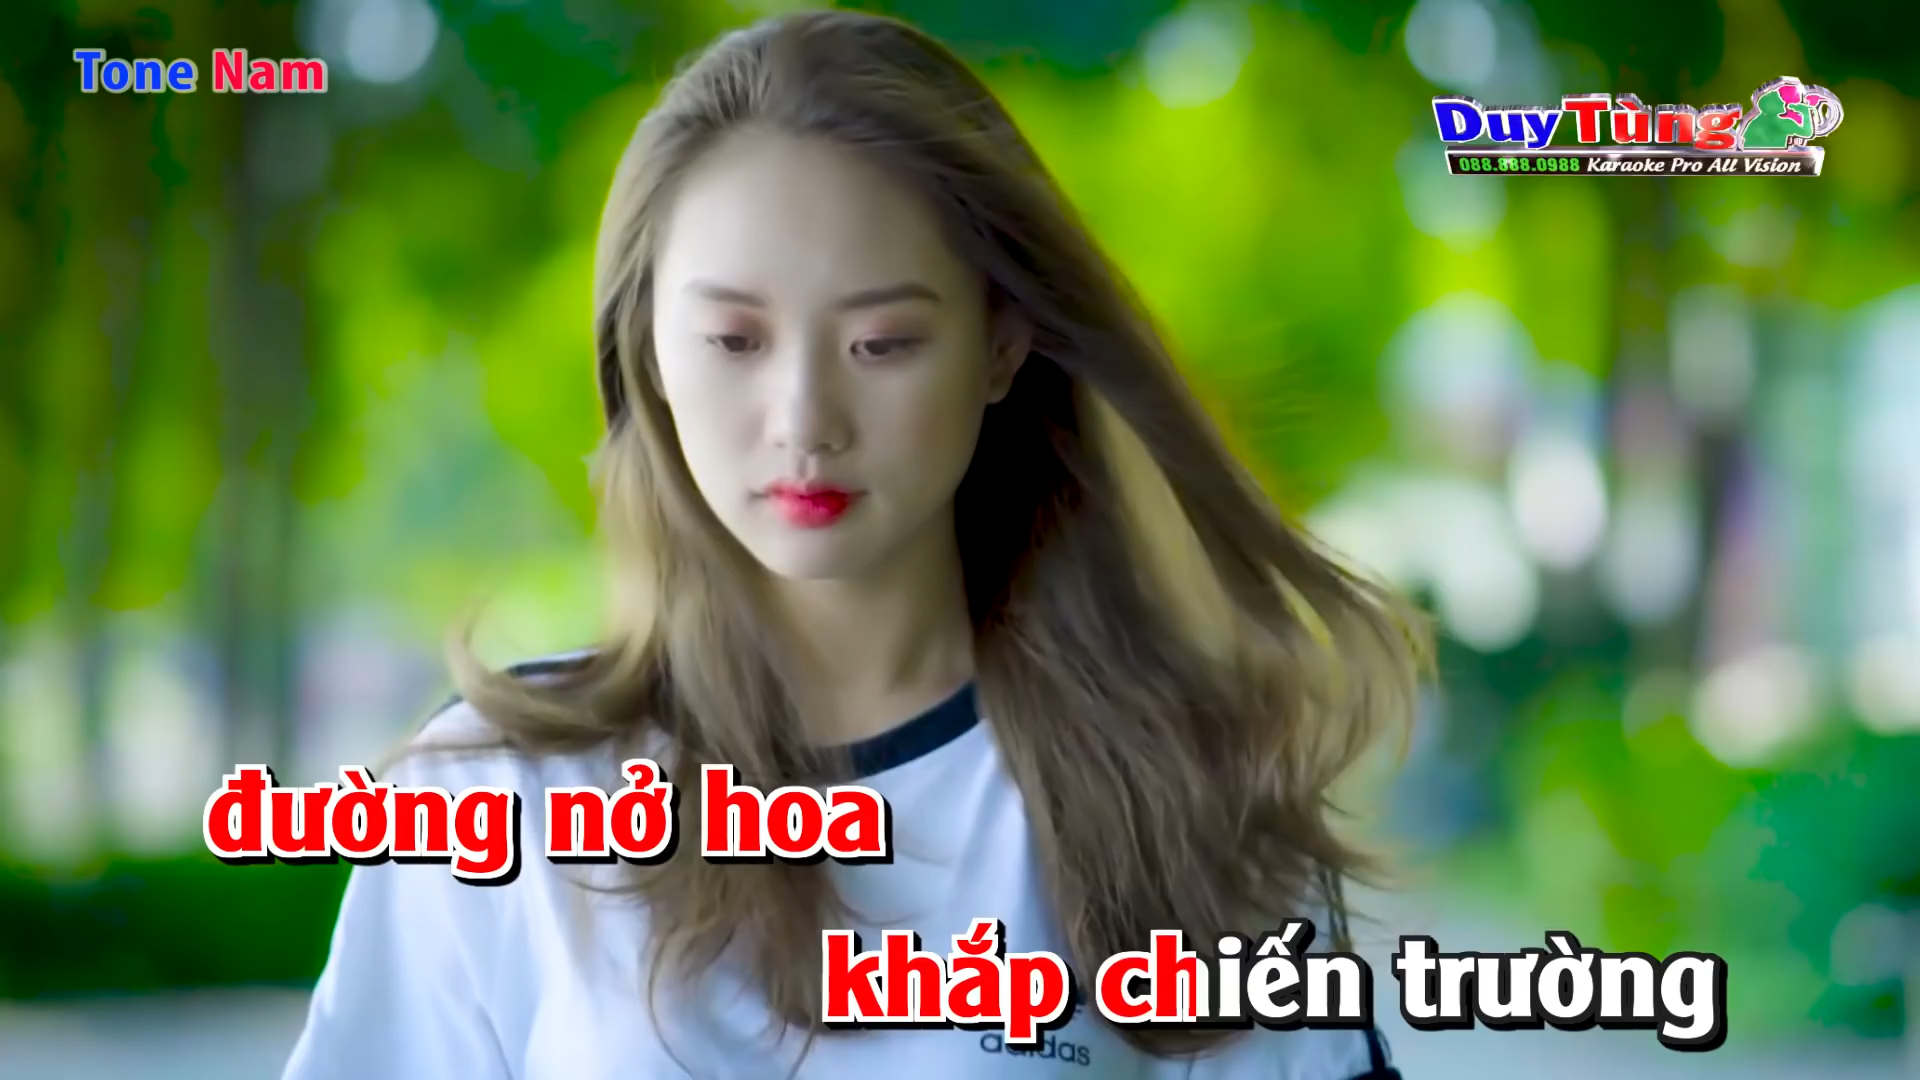 Tone Nam
Duy Tùng
088.888.0988 Karaoke Pro All Vision
đường nở hoa
khắp chiến trường
adidas